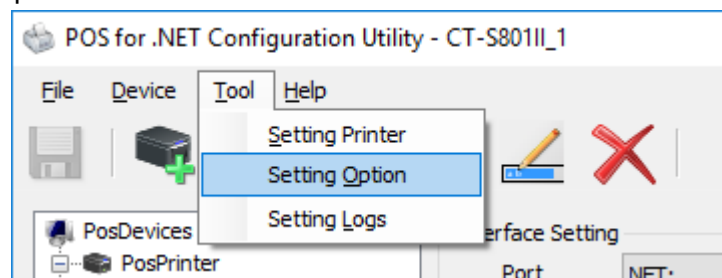 POS for .NET Configuration Utility - CT-S801II_1
File Device Tool Help
Setting Printer
Setting Option
Setting Logs
PosDevices
erface Setting
PosPrinter
Port NET: